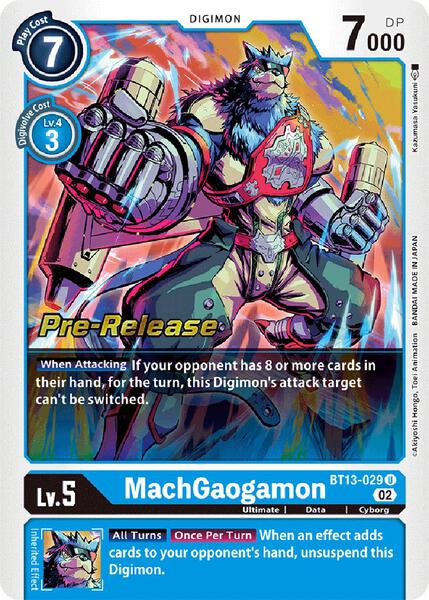 DIGIMON
Play Cost
7
7000 DP
Digivolve Cost
Lv.4
3
Kazumasa Yasukuni
©Akiyoshi Hongo, Toei Animation BANDAI MADE IN JAPAN
Pre-Release
When Attacking If your opponent has 8 or more cards in
their hand, for the turn, this Digimon's attack target
can't be switched.
Lv.5
MachGaogamon
BT13-029 U
02
Ultimate | Data | Cyborg
Inherited Effect
All Turns Once Per Turn When an effect adds
cards to your opponent's hand, unsuspend this
Digimon.